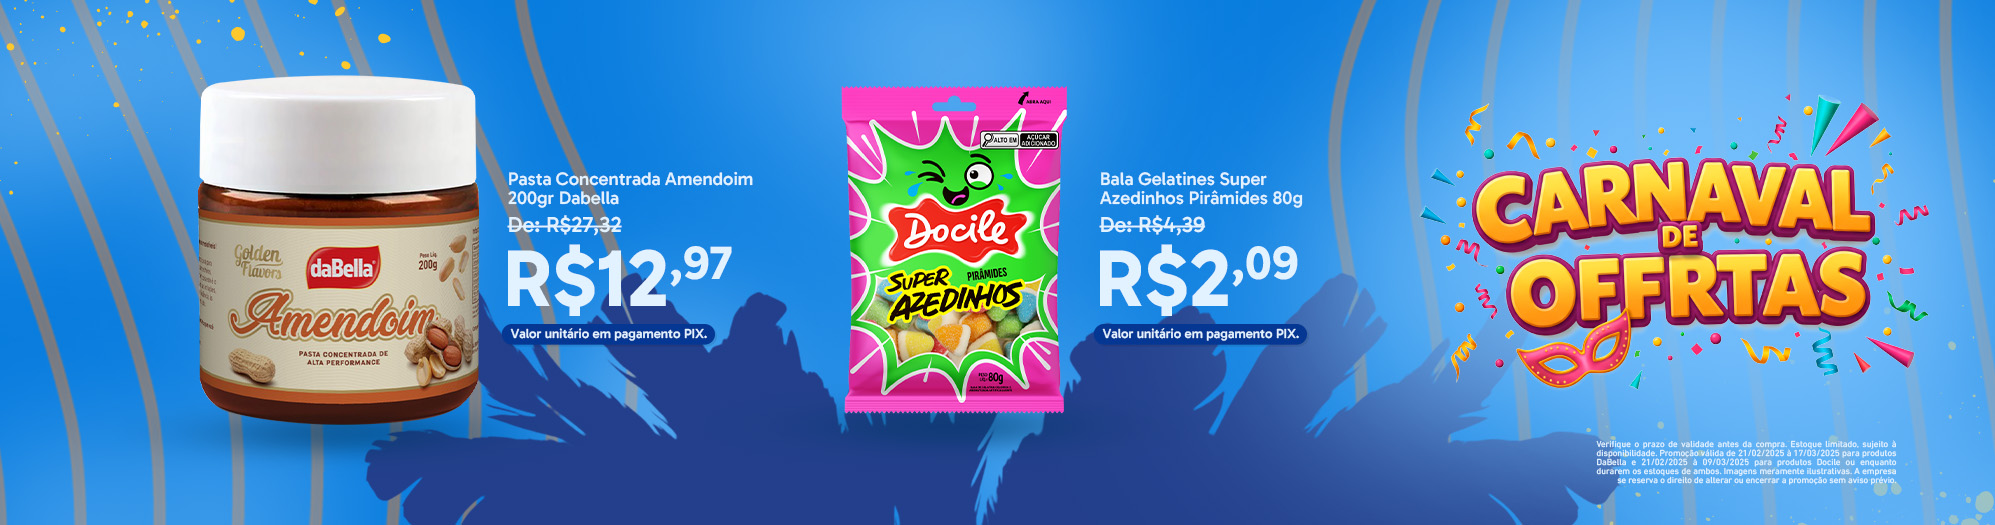 Golden
Flavors
daBella
Peso Líq.
200g
Amendoim
PASTA CONCENTRADA DE
ALTA PERFORMANCE
Pasta Concentrada Amendoim
200gr Dabella
De: R$27,32
R$12,97
Valor unitário em pagamento PIX.
ABRA AQUI
ALTO EM
AÇÚCAR
ADICIONADO
Docile
PIRÂMIDES
SUPER
AZEDINHOS
PESO
LÍQ. 80g
Bala Gelatines Super
Azedinhos Pirâmides 80g
De: R$4,39
R$2,09
Valor unitário em pagamento PIX.
CARNAVAL
DE
OFFRTAS
Verifique o prazo de validade antes da compra. Estoque limitado, sujeito à
disponibilidade. Promoção válida de 21/02/2025 à 17/03/2025 para produtos
DaBella e 21/02/2025 à 09/03/2025 para produtos Docile ou enquanto
durarem os estoques de ambos. Imagens meramente ilustrativas. A empresa
se reserva o direito de alterar ou encerrar a promoção sem aviso prévio.